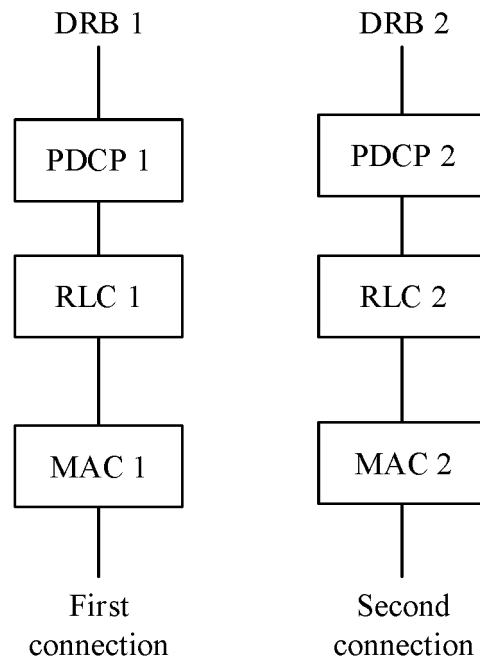 DRB 1
PDCP 1
RLC 1
MAC 1
First
connection
DRB 2
PDCP 2
RLC 2
MAC 2
Second
connection